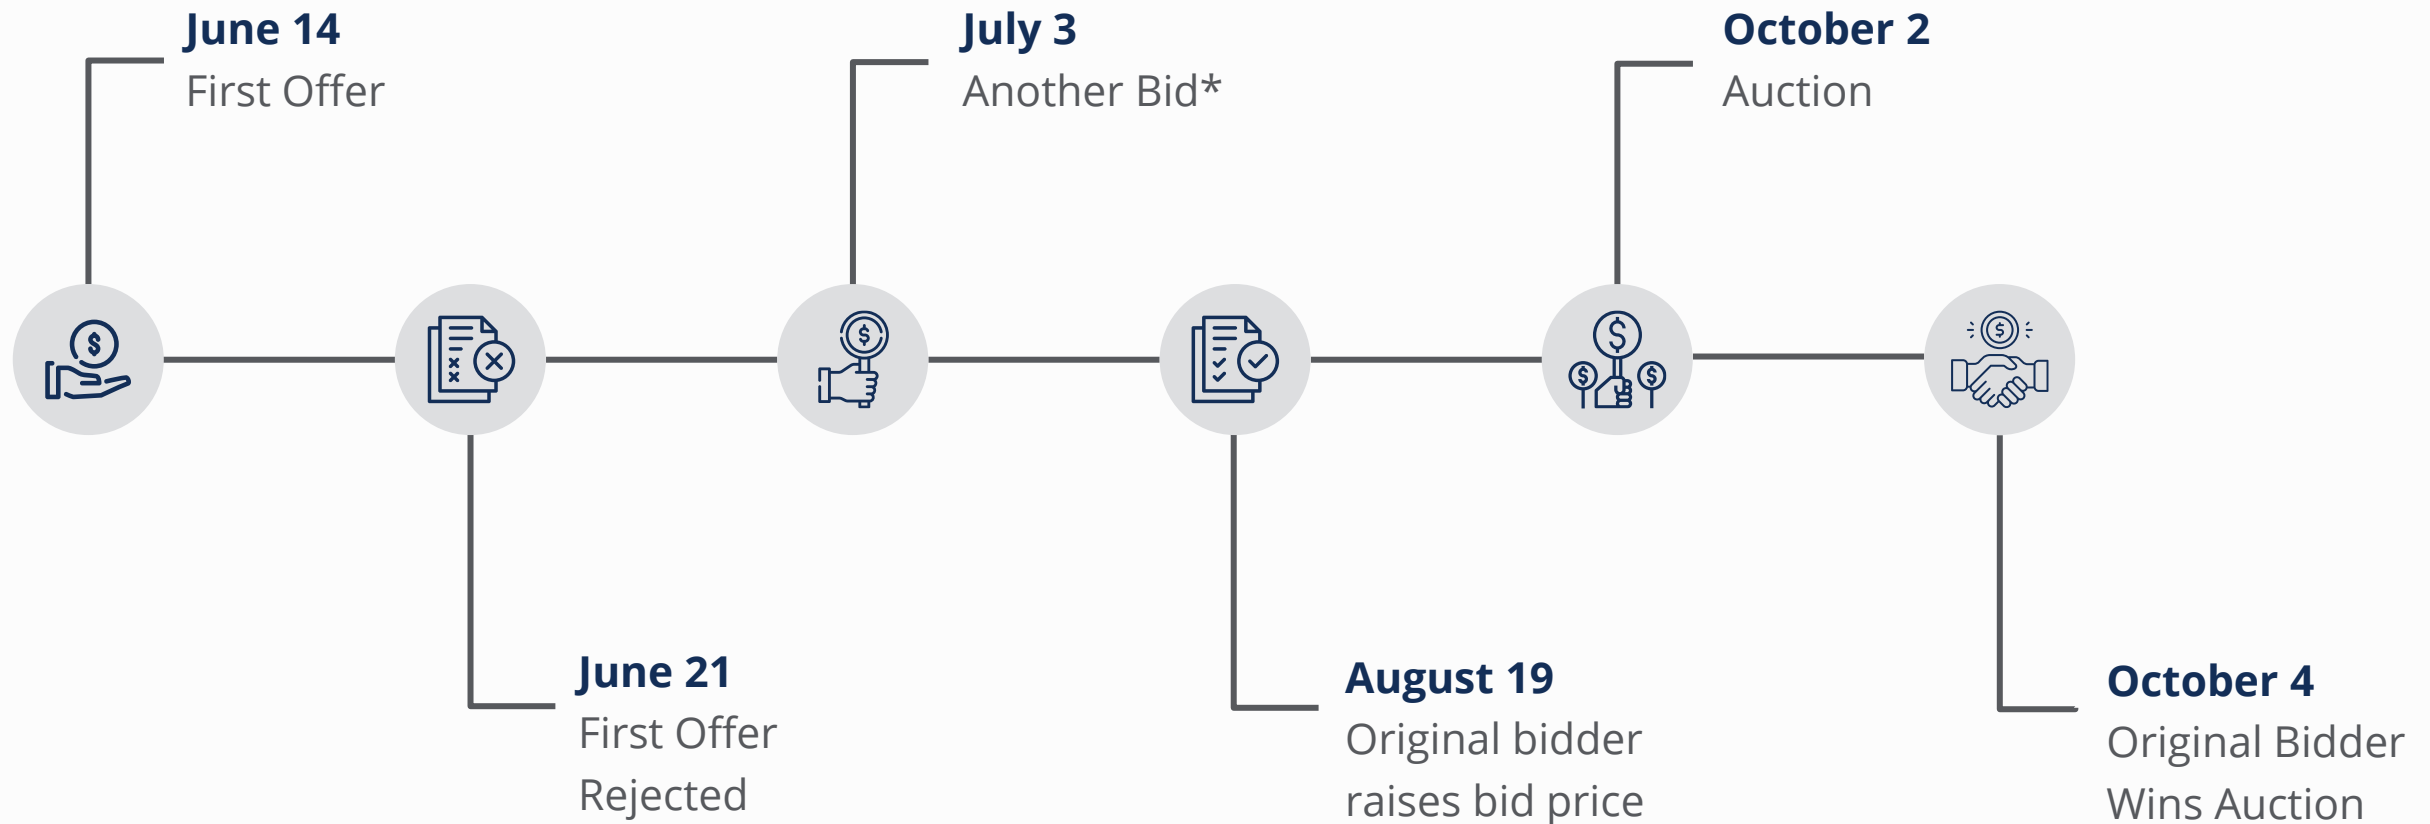 June 14
First Offer
June 21
First Offer
Rejected
July 3
Another Bid*
August 19
Original bidder
raises bid price
October 2
Auction
October 4
Original Bidder
Wins Auction